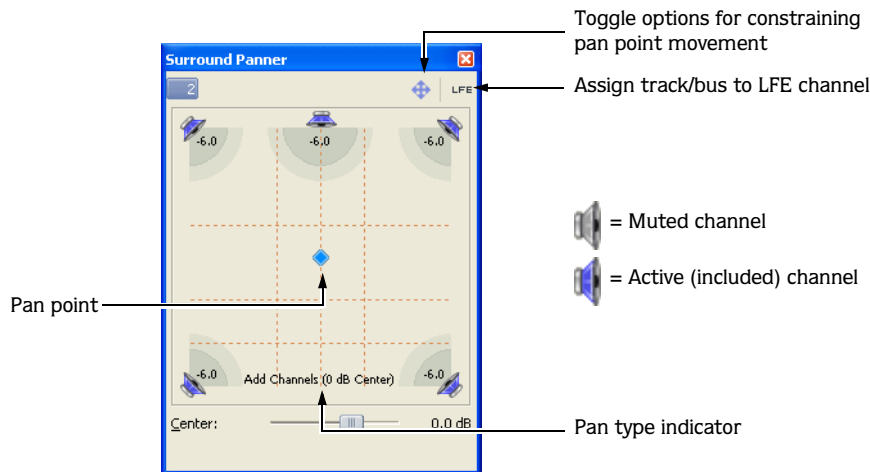 Toggle options for constraining
pan point movement
Surround Panner
2
LFE
Assign track/bus to LFE channel
-6.0
-6.0
-6.0
= Muted channel
= Active (included) channel
Pan point
-6.0
Add Channels (0 dB Center)
-6.0
Center:
0.0 dB
Pan type indicator